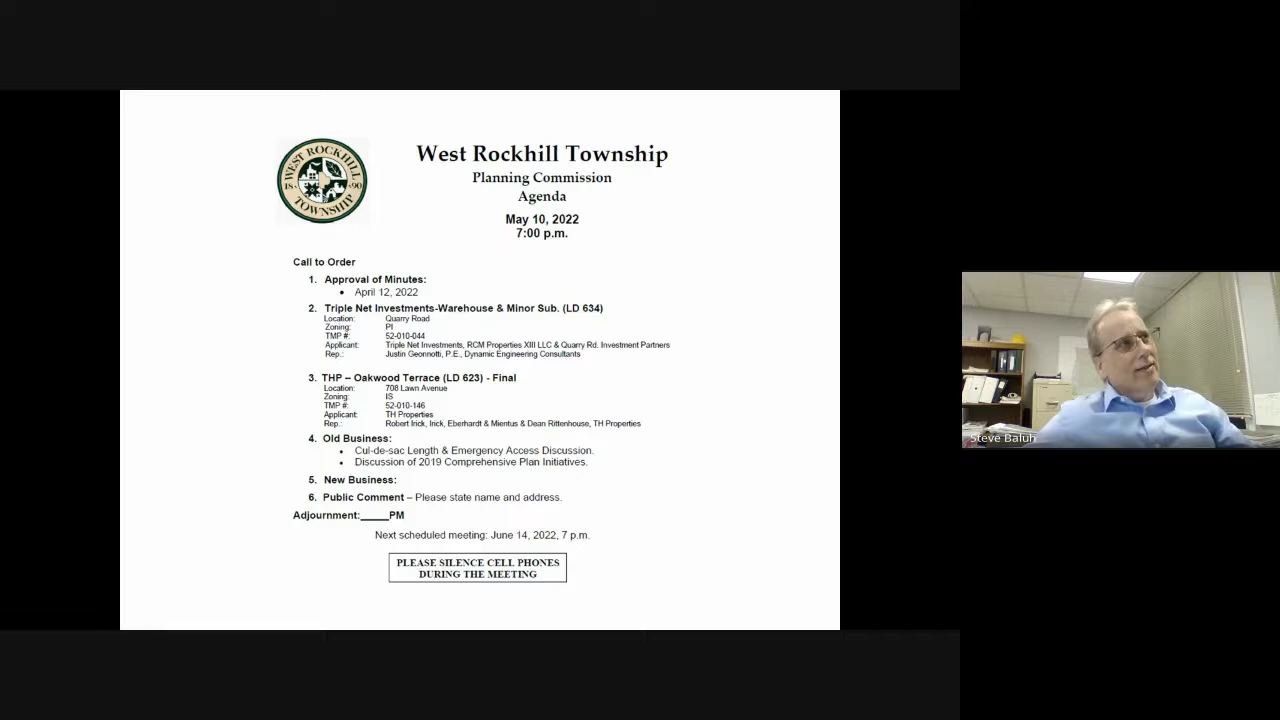 WEST ROCKHILL
18 90
TOWNSHIP
West Rockhill Township
Planning Commission
Agenda
May 10, 2022
7:00 p.m.
Call to Order
1. Approval of Minutes:
• April 12, 2022
2. Triple Net Investments-Warehouse & Minor Sub. (LD 634)
Location: Quarry Road
Zoning: PI
TMP #: 52-010-044
Applicant: Triple Net Investments, RCM Properties XIII LLC & Quarry Rd. Investment Partners
Rep.: Justin Geonnotti, P.E., Dynamic Engineering Consultants
3. THP – Oakwood Terrace (LD 623) - Final
Location: 708 Lawn Avenue
Zoning: IS
TMP #: 52-010-146
Applicant: TH Properties
Rep.: Robert Irick, Irick, Eberhardt & Mientus & Dean Rittenhouse, TH Properties
4. Old Business:
• Cul-de-sac Length & Emergency Access Discussion.
• Discussion of 2019 Comprehensive Plan Initiatives.
5. New Business:
6. Public Comment – Please state name and address.
Adjournment:_____PM
Next scheduled meeting: June 14, 2022, 7 p.m.
PLEASE SILENCE CELL PHONES
DURING THE MEETING
Steve Baluh